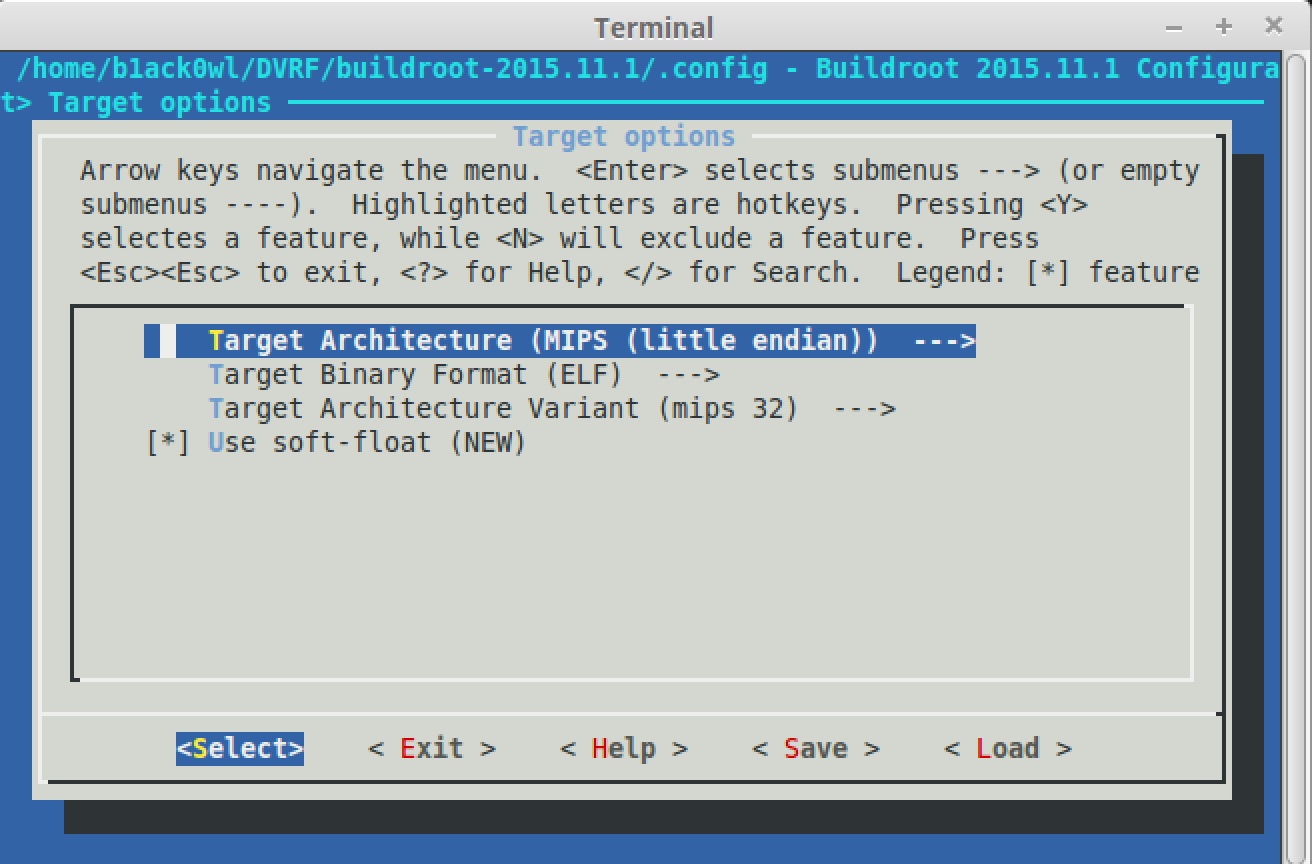 Terminal
/home/b1ack0wl/DVRF/buildroot-2015.11.1/.config - Buildroot 2015.11.1 Configura
t> Target options
Target options
Arrow keys navigate the menu.  <Enter> selects submenus ---> (or empty
submenus ----).  Highlighted letters are hotkeys.  Pressing <Y>
selectes a feature, while <N> will exclude a feature.  Press
<Esc><Esc> to exit, <?> for Help, </> for Search.  Legend: [*] feature
Target Architecture (MIPS (little endian))  --->
Target Binary Format (ELF)  --->
Target Architecture Variant (mips 32)  --->
[*] Use soft-float (NEW)
<Select>    < Exit >    < Help >    < Save >    < Load >